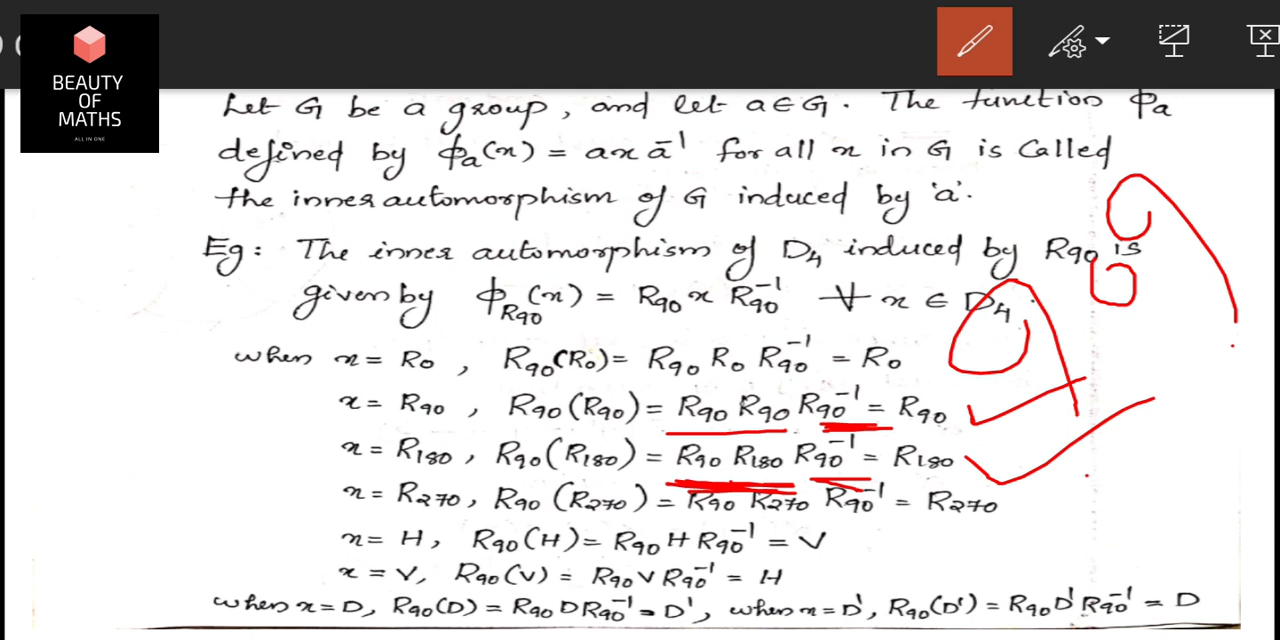 BEAUTY
OF
MATHS
ALL IN ONE
Let G be a group, and let a ∈ G. The function ϕa
defined by ϕa(x) = a x a⁻¹ for all x in G is called
the inner automorphism of G induced by 'a'.
Eg: The inner automorphism of D4 induced by R90 is
given by ϕR90(x) = R90 x R90⁻¹ ∀ x ∈ D4.
when x = R0, R90(R0) = R90 R0 R90⁻¹ = R0
x = R90, R90(R90) = R90 R90 R90⁻¹ = R90
x = R180, R90(R180) = R90 R180 R90⁻¹ = R180
x = R270, R90(R270) = R90 R270 R90⁻¹ = R270
x = H, R90(H) = R90 H R90⁻¹ = V
x = V, R90(V) = R90 V R90⁻¹ = H
when x = D, R90(D) = R90 D R90⁻¹ = D', when x = D', R90(D') = R90 D' R90⁻¹ = D